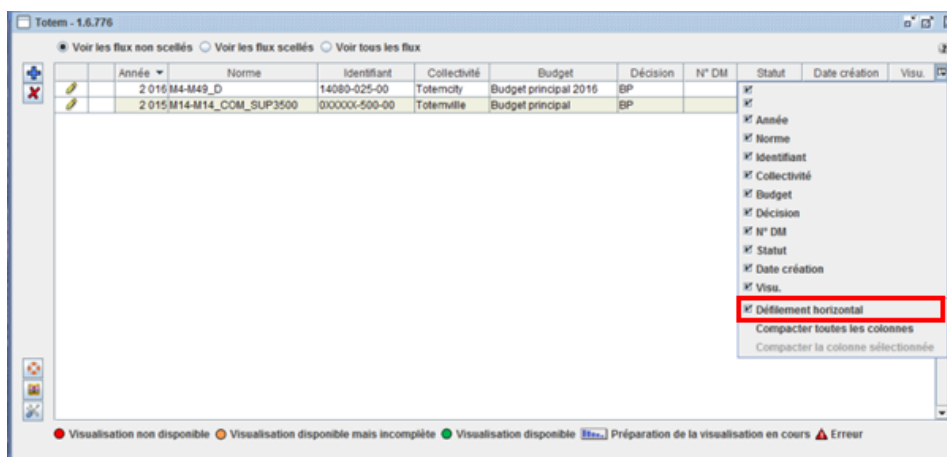 Totem - 1.6.776
Voir les flux non scellés Voir les flux scellés Voir tous les flux
Année Norme Identifiant Collectivité Budget Décision N° DM Statut Date création Visu.
2 016 M4-M49_D 14080-025-00 Totemcity Budget principal 2016 BP
2 015 M14-M14_COM_SUP3500 0XXXXX-500-00 Totemville Budget principal BP
Année
Norme
Identifiant
Collectivité
Budget
Décision
N° DM
Statut
Date création
Visu.
Défilement horizontal
Compacter toutes les colonnes
Compacter la colonne sélectionnée
Visualisation non disponible Visualisation disponible mais incomplète Visualisation disponible Préparation de la visualisation en cours Erreur